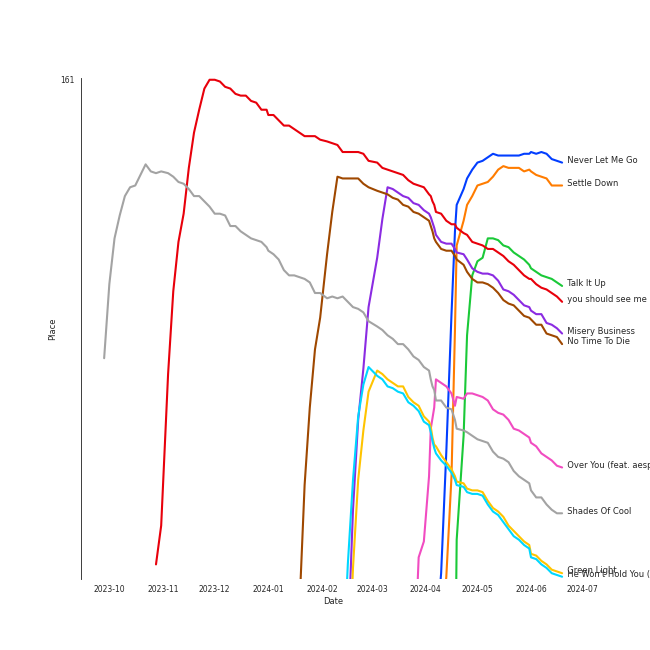 161
Never Let Me Go
Settle Down
Talk It Up
you should see me
Misery Business
No Time To Die
Over You (feat. aesp
Shades Of Cool
Green Light
He Won't Hold You (
Place
2023-10 2023-11 2023-12 2024-01 2024-02 2024-03 2024-04 2024-05 2024-06 2024-07
Date